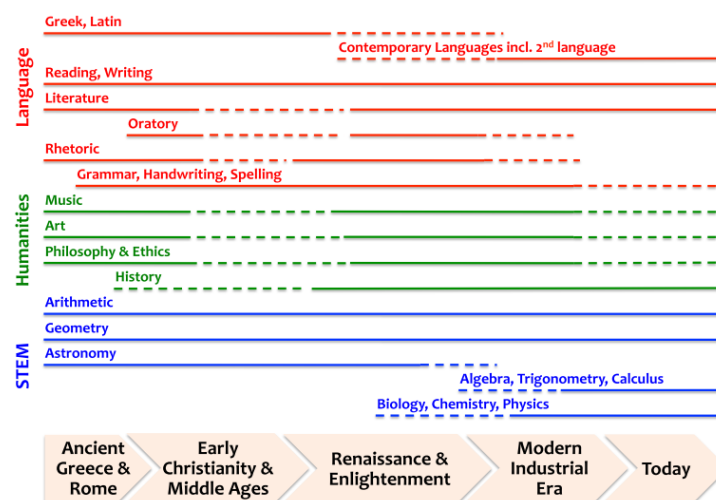 Greek, Latin
Contemporary Languages incl. 2nd language
Reading, Writing
Literature
Oratory
Rhetoric
Grammar, Handwriting, Spelling
Language
Music
Art
Philosophy & Ethics
History
Humanities
Arithmetic
Geometry
Astronomy
Algebra, Trigonometry, Calculus
Biology, Chemistry, Physics
STEM
Ancient
Greece &
Rome
Early
Christianity &
Middle Ages
Renaissance &
Enlightenment
Modern
Industrial
Era
Today